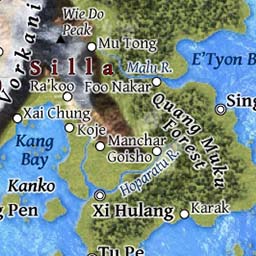 Wie Do
Peak
Vorkani
Mu Tong
E'Tyon B
Silla
Malu R.
Ra'koo
Foo Nakar
Quang Muku
Forest
Sing
Xai Chung
Koje
Kang
Bay
Manchar
Goisho
Hoparatu R.
Kanko
g Pen
Xi Hulang
Karak
Tu Pe